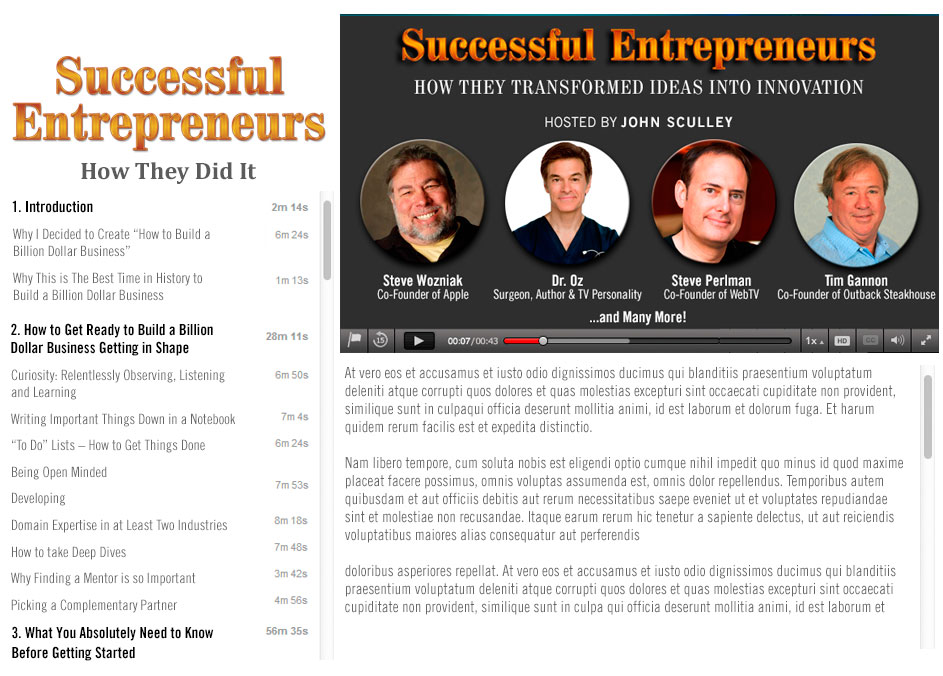 Successful
Entrepreneurs
How They Did It
1. Introduction 2m 14s
Why I Decided to Create “How to Build a 6m 24s
Billion Dollar Business”
Why This is The Best Time in History to 1m 13s
Build a Billion Dollar Business
2. How to Get Ready to Build a Billion 28m 11s
Dollar Business Getting in Shape
Curiosity: Relentlessly Observing, Listening 6m 50s
and Learning
Writing Important Things Down in a Notebook 7m 4s
“To Do” Lists – How to Get Things Done 6m 24s
Being Open Minded
7m 53s
Developing
Domain Expertise in at Least Two Industries 8m 18s
How to take Deep Dives 7m 48s
Why Finding a Mentor is so Important 3m 42s
Picking a Complementary Partner 4m 56s
3. What You Absolutely Need to Know 56m 35s
Before Getting Started
Successful Entrepreneurs
HOW THEY TRANSFORMED IDEAS INTO INNOVATION
HOSTED BY JOHN SCULLEY
Steve Wozniak Dr. Oz Steve Perlman Tim Gannon
Co-Founder of Apple Surgeon, Author & TV Personality Co-Founder of WebTV Co-Founder of Outback Steakhouse
...and Many More!
15 00:07/00:43 1x HD CC
At vero eos et accusamus et iusto odio dignissimos ducimus qui blanditiis praesentium voluptatum
deleniti atque corrupti quos dolores et quas molestias excepturi sint occaecati cupiditate non provident,
similique sunt in culpaqui officia deserunt mollitia animi, id est laborum et dolorum fuga. Et harum
quidem rerum facilis est et expedita distinctio.
Nam libero tempore, cum soluta nobis est eligendi optio cumque nihil impedit quo minus id quod maxime
placeat facere possimus, omnis voluptas assumenda est, omnis dolor repellendus. Temporibus autem
quibusdam et aut officiis debitis aut rerum necessitatibus saepe eveniet ut et voluptates repudiandae
sint et molestiae non recusandae. Itaque earum rerum hic tenetur a sapiente delectus, ut aut reiciendis
voluptatibus maiores alias consequatur aut perferendis
doloribus asperiores repellat. At vero eos et accusamus et iusto odio dignissimos ducimus qui blanditiis
praesentium voluptatum deleniti atque corrupti quos dolores et quas molestias excepturi sint occaecati
cupiditate non provident, similique sunt in culpa qui officia deserunt mollitia animi, id est laborum et